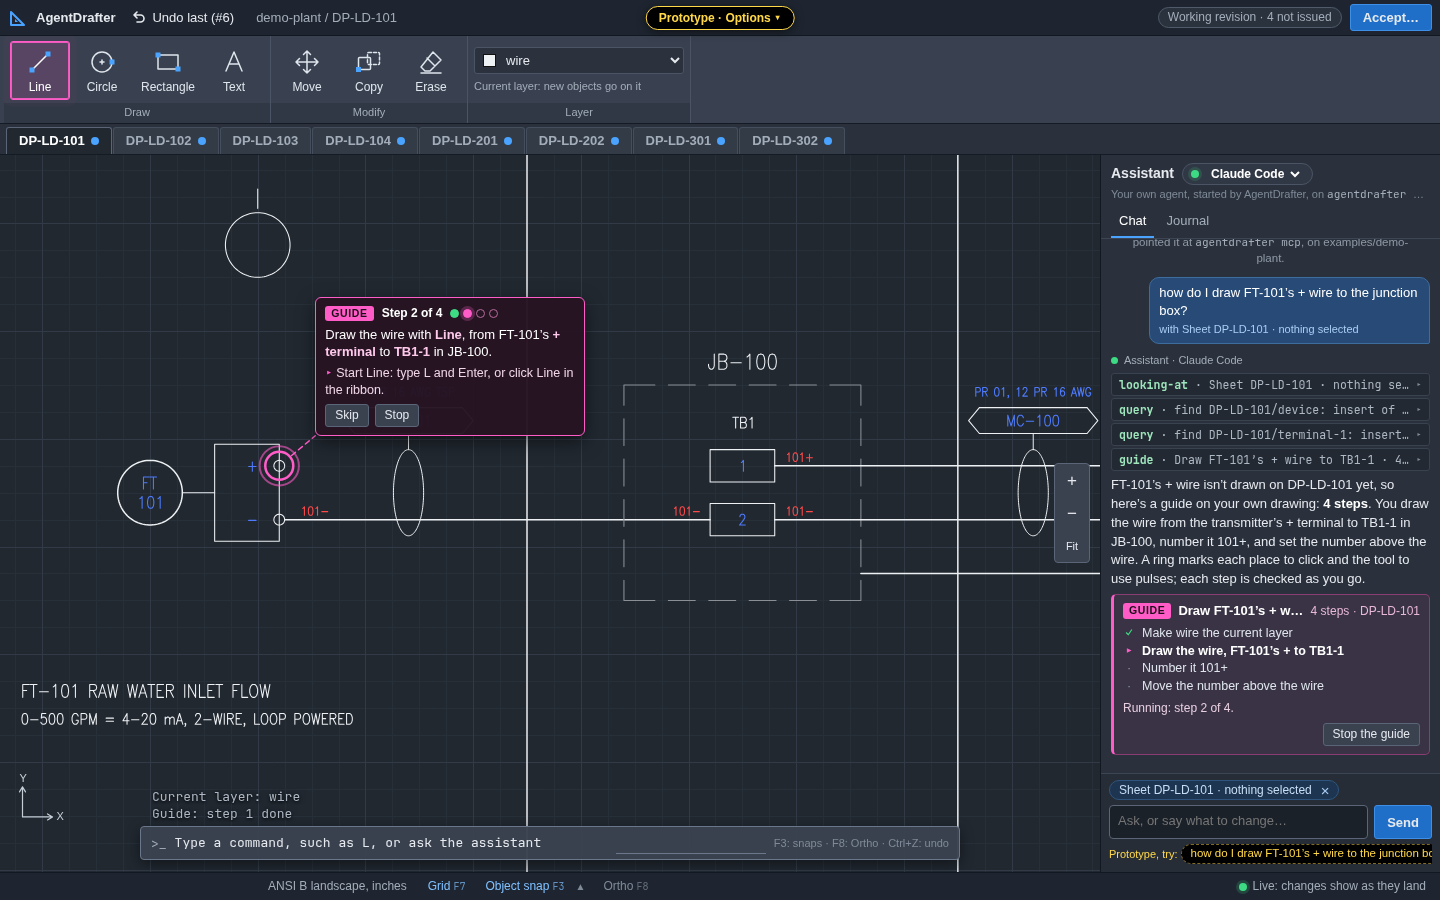 AgentDrafter
Undo last (#6)
demo-plant / DP-LD-101
Prototype · Options ▾
Working revision · 4 not issued
Accept…
Line
Circle
Rectangle
Text
Draw
Move
Copy
Erase
Modify
wire
Current layer: new objects go on it
Layer
DP-LD-101
DP-LD-102
DP-LD-103
DP-LD-104
DP-LD-201
DP-LD-202
DP-LD-301
DP-LD-302
GUIDE Step 2 of 4
Draw the wire with Line, from FT-101’s +
terminal to TB1-1 in JB-100.
▸ Start Line: type L and Enter, or click Line in
the ribbon.
Skip
Stop
JB-100
PR 01, 12 PR 16 AWG
TB1
MC-100
1
101+
FT
101
+
−
101−
101−
2
101−
+
−
Fit
FT-101 RAW WATER INLET FLOW
0-500 GPM = 4-20 mA, 2-WIRE, LOOP POWERED
Y
X
Current layer: wire
Guide: step 1 done
>_ Type a command, such as L, or ask the assistant
F3: snaps · F8: Ortho · Ctrl+Z: undo
Assistant
Claude Code
Your own agent, started by AgentDrafter, on agentdrafter …
Chat
Journal
pointed it at agentdrafter mcp, on examples/demo-
plant.
how do I draw FT-101’s + wire to the junction
box?
with Sheet DP-LD-101 · nothing selected
Assistant · Claude Code
looking-at · Sheet DP-LD-101 · nothing se… ▸
query · find DP-LD-101/device: insert of … ▸
query · find DP-LD-101/terminal-1: insert… ▸
guide · Draw FT-101’s + wire to TB1-1 · 4… ▸
FT-101’s + wire isn’t drawn on DP-LD-101 yet, so
here’s a guide on your own drawing: 4 steps. You draw
the wire from the transmitter’s + terminal to TB1-1 in
JB-100, number it 101+, and set the number above the
wire. A ring marks each place to click and the tool to
use pulses; each step is checked as you go.
GUIDE Draw FT-101’s + w… 4 steps · DP-LD-101
✓ Make wire the current layer
▸ Draw the wire, FT-101’s + to TB1-1
· Number it 101+
· Move the number above the wire
Running: step 2 of 4.
Stop the guide
Sheet DP-LD-101 · nothing selected ×
Ask, or say what to change…
Send
Prototype, try: how do I draw FT-101’s + wire to the junction bo
ANSI B landscape, inches
Grid F7
Object snap F3 ▲
Ortho F8
Live: changes show as they land